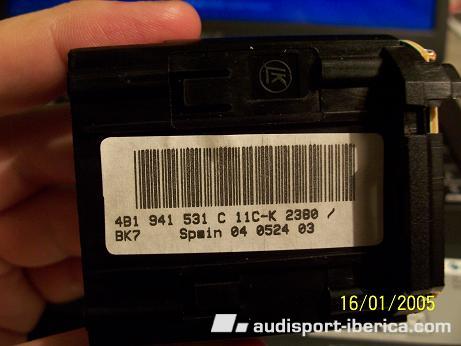 4B1 941 531 C 11C-K 2380 /
BK7 Spain 04 0524 03
16/01/2005
audisport-iberica.com